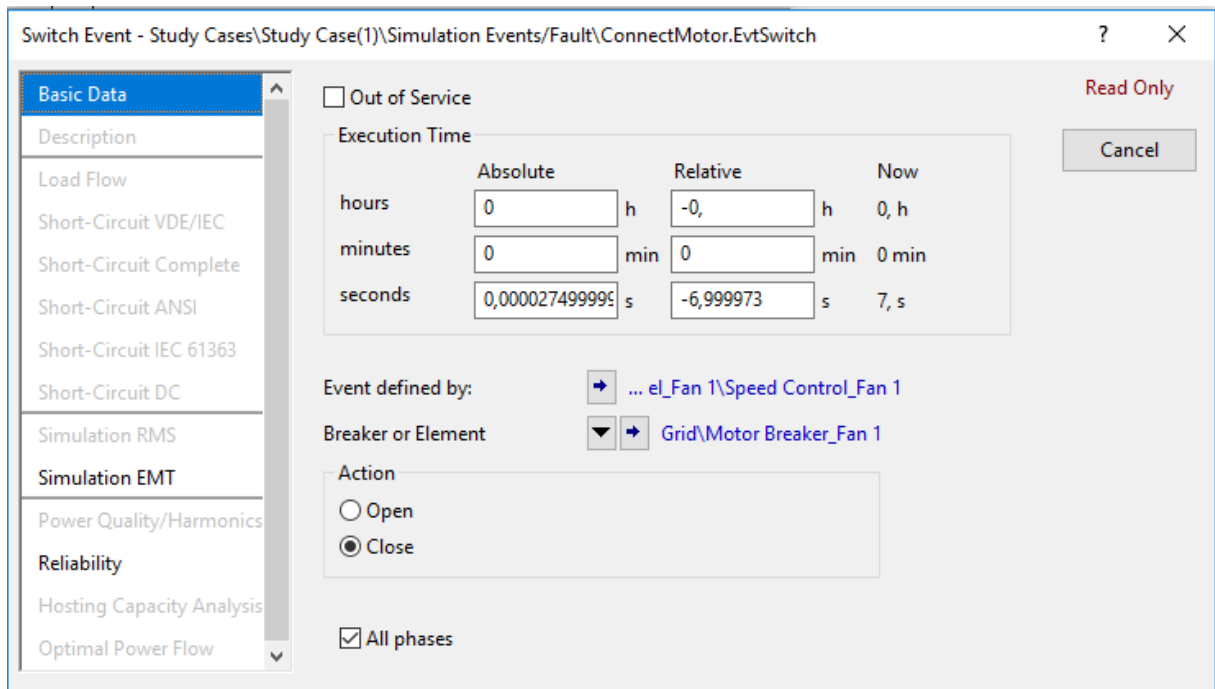 Switch Event - Study Cases\Study Case(1)\Simulation Events/Fault\ConnectMotor.EvtSwitch ?
Basic Data
Description
Load Flow
Short-Circuit VDE/IEC
Short-Circuit Complete
Short-Circuit ANSI
Short-Circuit IEC 61363
Short-Circuit DC
Simulation RMS
Simulation EMT
Power Quality/Harmonics
Reliability
Hosting Capacity Analysis
Optimal Power Flow
Out of Service
Execution Time
Absolute Relative Now
hours 0 h -0, h 0, h
minutes 0 min 0 min 0 min
seconds 0,000027499999 s -6,999973 s 7, s
Event defined by: ... el_Fan 1\Speed Control_Fan 1
Breaker or Element Grid\Motor Breaker_Fan 1
Action
Open
Close
All phases
Read Only
Cancel